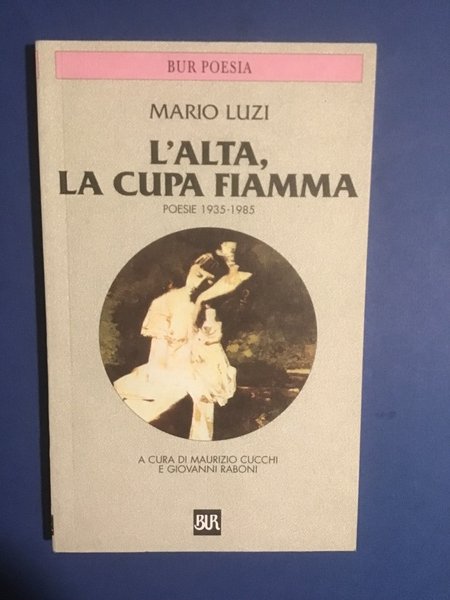 BUR POESIA
MARIO LUZI
L'ALTA,
LA CUPA FIAMMA
POESIE 1935-1985
A CURA DI MAURIZIO CUCCHI
E GIOVANNI RABONI
BUR